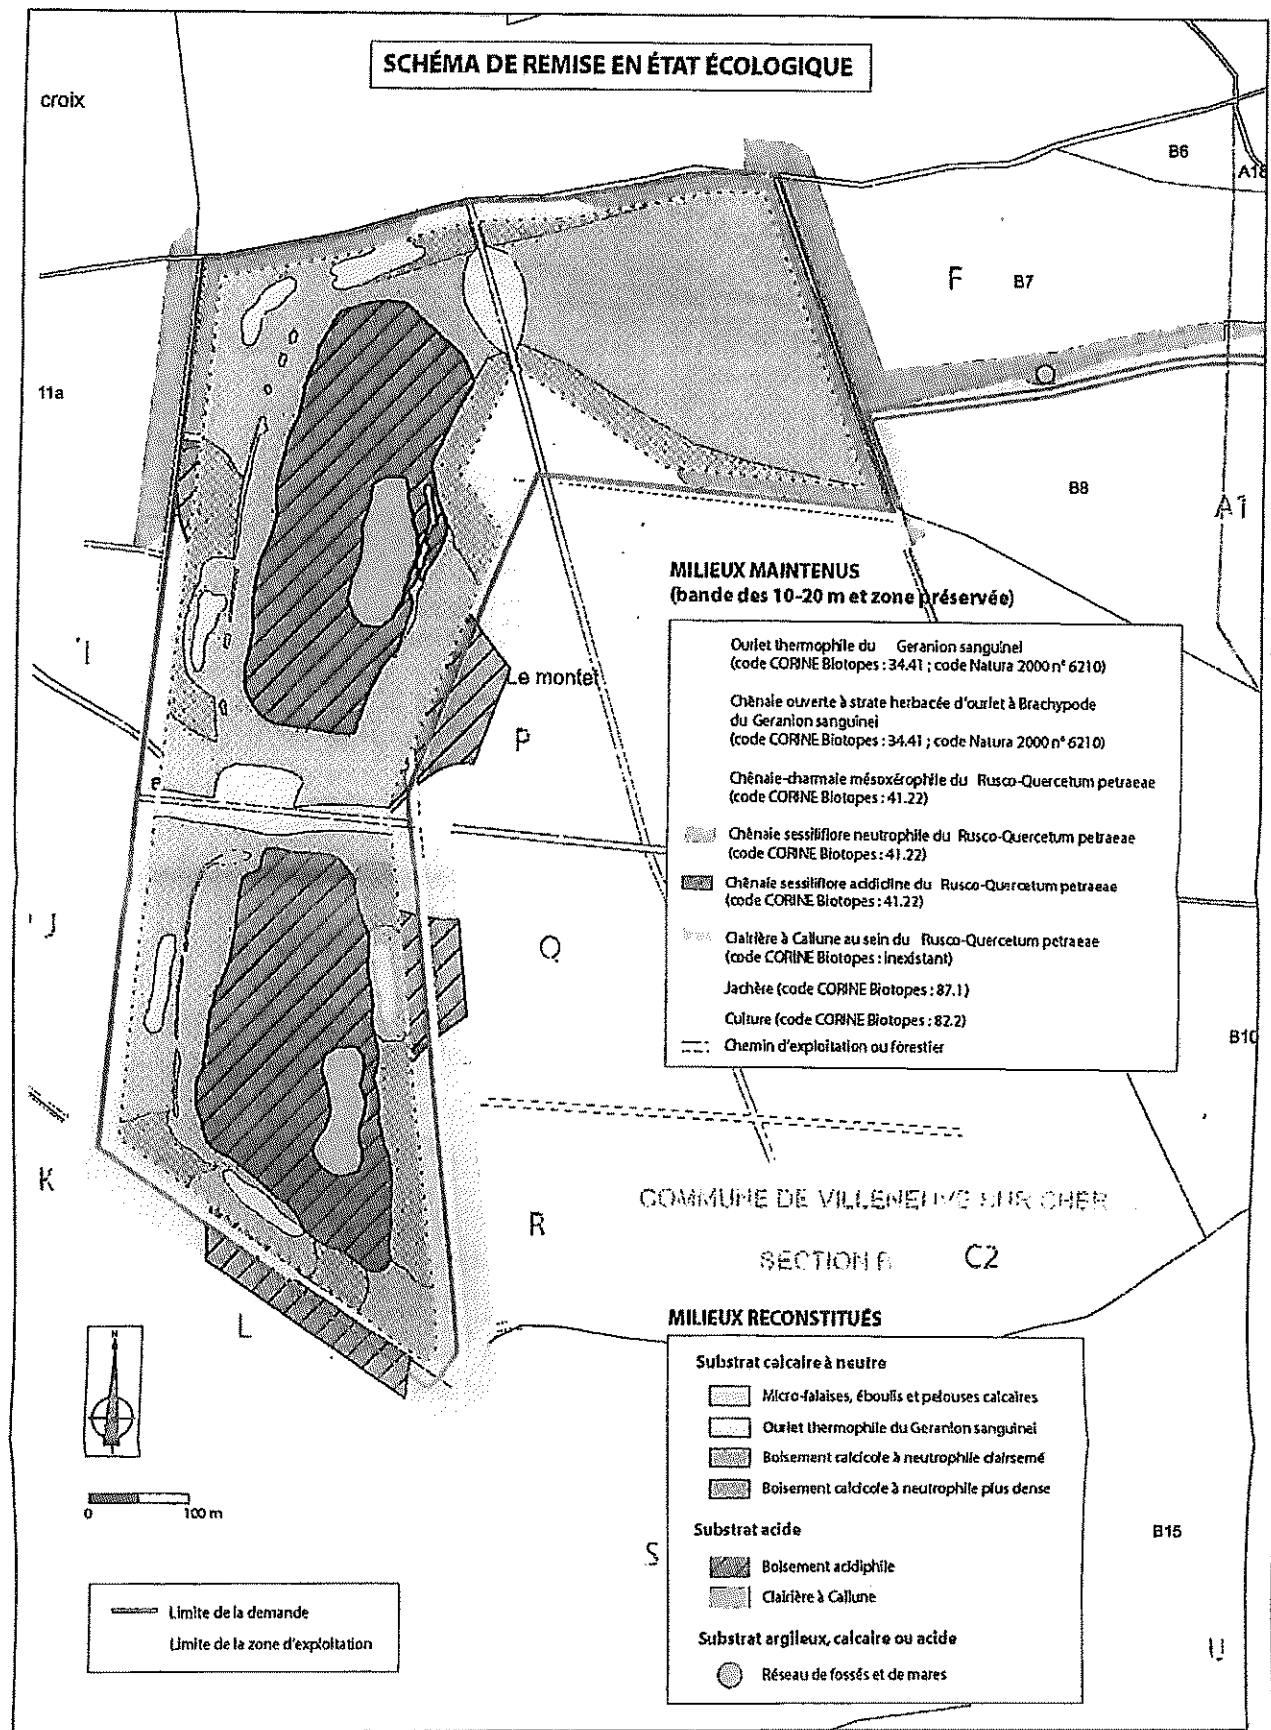 SCHÉMA DE REMISE EN ÉTAT ÉCOLOGIQUE
croix
B6
A18
F
B7
11a
B8
A1
MILIEUX MAINTENUS
(bande des 10-20 m et zone préservée)
Ourlet thermophile du Geranion sanguinei
(code CORINE Biotopes : 34.41 ; code Natura 2000 n° 6210)
Chênaie ouverte à strate herbacée d'ourlet à Brachypode
du Geranion sanguinei
(code CORINE Biotopes : 34.41 ; code Natura 2000 n° 6210)
Chênaie-charmaie mésoxérophile du Rusco-Quercetum petraeae
(code CORINE Biotopes : 41.22)
Chênaie sessiliflore neutrophile du Rusco-Quercetum petraeae
(code CORINE Biotopes : 41.22)
Chênaie sessiliflore acidicline du Rusco-Quercetum petraeae
(code CORINE Biotopes : 41.22)
Clairière à Callune au sein du Rusco-Quercetum petraeae
(code CORINE Biotopes : inexistant)
Jachère (code CORINE Biotopes : 87.1)
Culture (code CORINE Biotopes : 82.2)
Chemin d'exploitation ou forestier
I
Le montet
P
J
Q
B10
K
R
COMMUNE DE VILLENEUVE SUR CHER
SECTION
C2
L
N
0 100 m
MILIEUX RECONSTITUÉS
Substrat calcaire à neutre
Micro-falaises, éboulis et pelouses calcaires
Ourlet thermophile du Geranion sanguinei
Boisement calcicole à neutrophile clairsemé
Boisement calcicole à neutrophile plus dense
Substrat acide
Boisement acidiphile
Clairière à Callune
Substrat argileux, calcaire ou acide
Réseau de fossés et de mares
S
B15
U
Limite de la demande
Limite de la zone d'exploitation